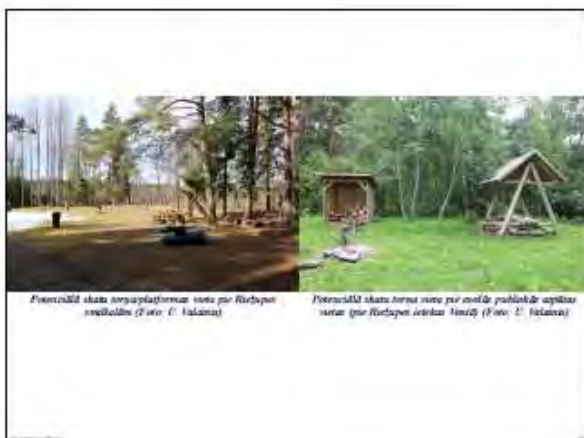 Potenciālā skatu torņa/platformas vieta pie Riežupes
smilšalām (Foto: U. Valainis)
Potenciālā skatu torņa vieta pie esošās publiskās atpūtas
vietas (pie Riežupes ietekas Ventā) (Foto: U. Valainis)